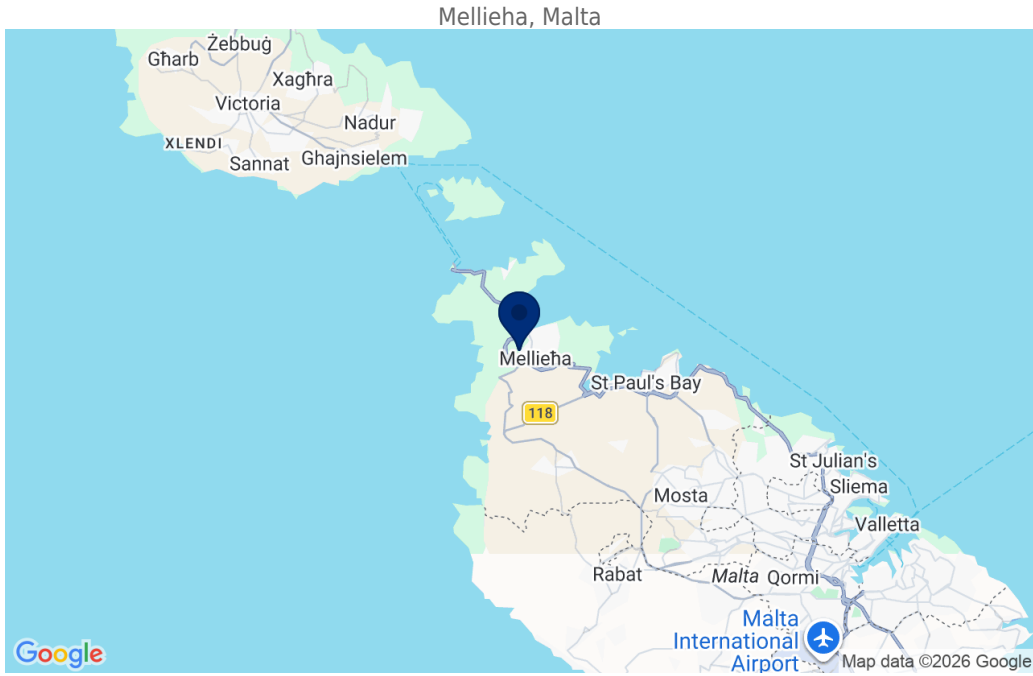 Mellieha, Malta
Żebbuġ
Għarb
Xagħra
Victoria
Nadur
XLENDI
Sannat
Ghajnsielem
Mellieħa
St Paul's Bay
118
St Julian's
Sliema
Mosta
Valletta
Rabat
Malta
Qormi
Malta
International
Airport
Google
Map data ©2026 Google